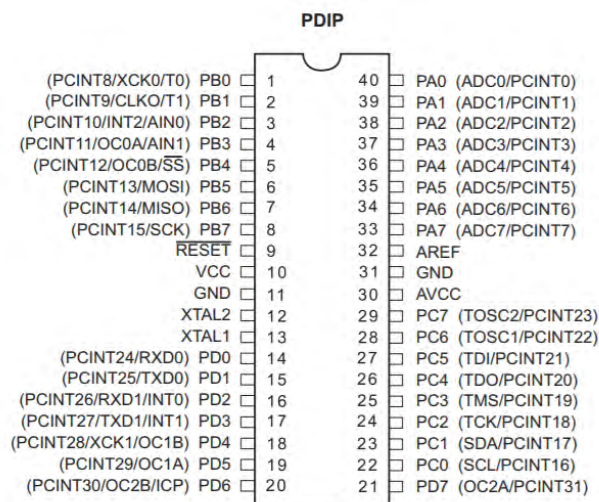 PDIP
(PCINT8/XCK0/T0) PB0 1 40 PA0 (ADC0/PCINT0)
(PCINT9/CLKO/T1) PB1 2 39 PA1 (ADC1/PCINT1)
(PCINT10/INT2/AIN0) PB2 3 38 PA2 (ADC2/PCINT2)
(PCINT11/OC0A/AIN1) PB3 4 37 PA3 (ADC3/PCINT3)
(PCINT12/OC0B/SS) PB4 5 36 PA4 (ADC4/PCINT4)
(PCINT13/MOSI) PB5 6 35 PA5 (ADC5/PCINT5)
(PCINT14/MISO) PB6 7 34 PA6 (ADC6/PCINT6)
(PCINT15/SCK) PB7 8 33 PA7 (ADC7/PCINT7)
RESET 9 32 AREF
VCC 10 31 GND
GND 11 30 AVCC
XTAL2 12 29 PC7 (TOSC2/PCINT23)
XTAL1 13 28 PC6 (TOSC1/PCINT22)
(PCINT24/RXD0) PD0 14 27 PC5 (TDI/PCINT21)
(PCINT25/TXD0) PD1 15 26 PC4 (TDO/PCINT20)
(PCINT26/RXD1/INT0) PD2 16 25 PC3 (TMS/PCINT19)
(PCINT27/TXD1/INT1) PD3 17 24 PC2 (TCK/PCINT18)
(PCINT28/XCK1/OC1B) PD4 18 23 PC1 (SDA/PCINT17)
(PCINT29/OC1A) PD5 19 22 PC0 (SCL/PCINT16)
(PCINT30/OC2B/ICP) PD6 20 21 PD7 (OC2A/PCINT31)